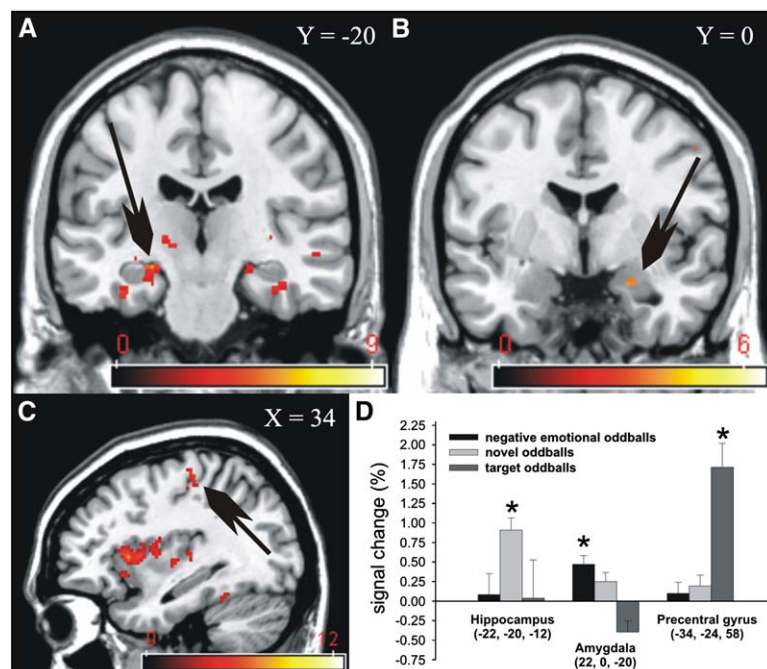 A
Y = -20
B
Y = 0
0
9
0
6
C
X = 34
0
12
D
negative emotional oddballs
novel oddballs
target oddballs
signal change (%)
2.25
2.00
1.75
1.50
1.25
1.00
0.75
0.50
0.25
0.00
-0.25
-0.50
-0.75
*
*
*
Hippocampus
(-22, -20, -12)
Amygdala
(22, 0, -20)
Precentral gyrus
(-34, -24, 58)